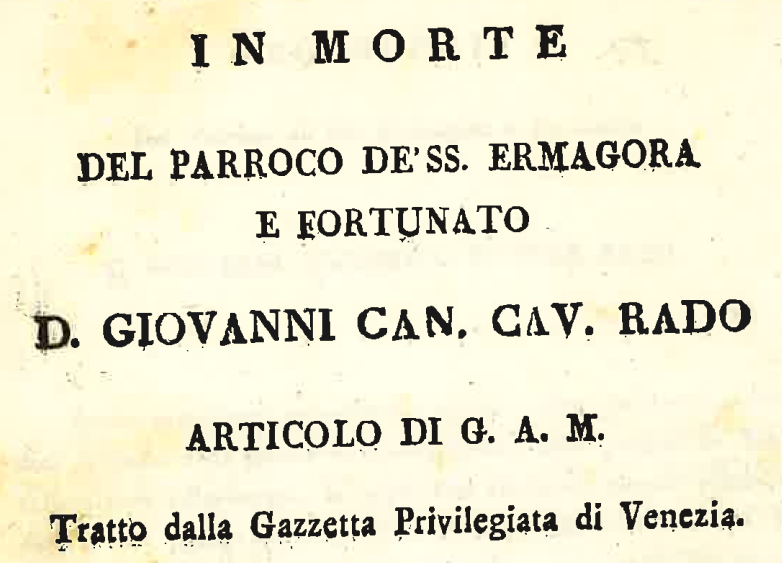 IN MORTE
DEL PARROCO DE' SS. ERMAGORA
E FORTUNATO
D. GIOVANNI CAN. CAV. RADO
ARTICOLO DI G. A. M.
Tratto dalla Gazzetta Privilegiata di Venezia.